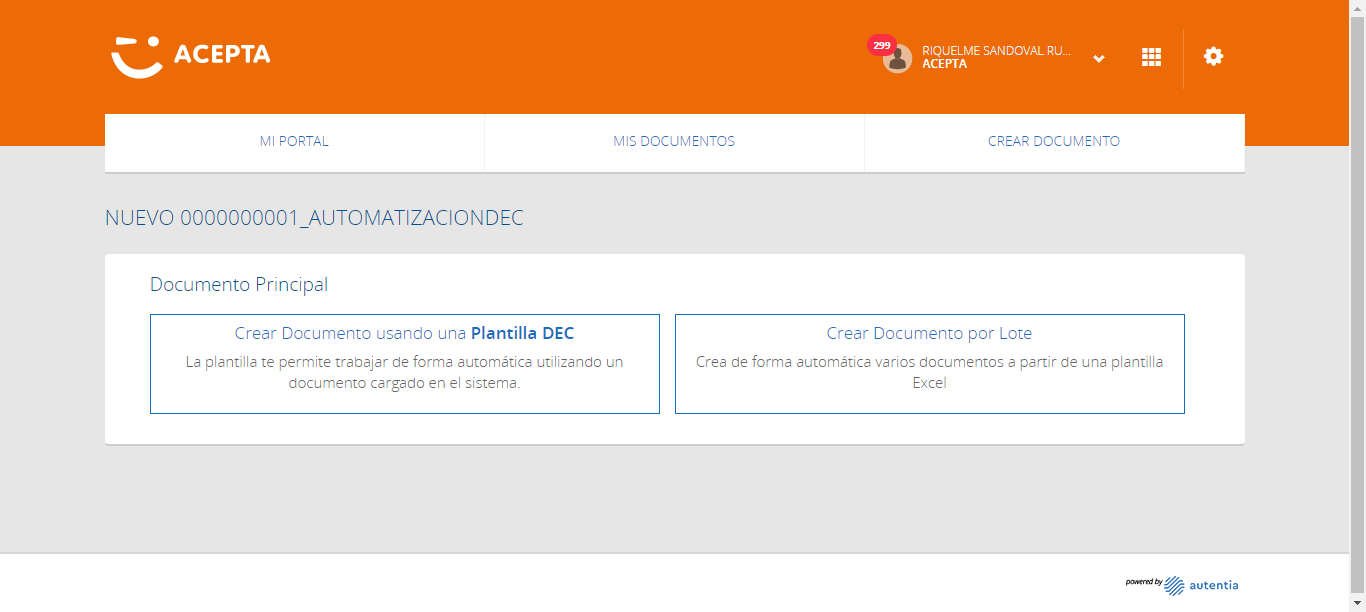 ACEPTA
299
RIQUELME SANDOVAL RU...
ACEPTA
MI PORTAL
MIS DOCUMENTOS
CREAR DOCUMENTO
NUEVO 0000000001_AUTOMATIZACIONDEC
Documento Principal
Crear Documento usando una Plantilla DEC
La plantilla te permite trabajar de forma automática utilizando un
documento cargado en el sistema.
Crear Documento por Lote
Crea de forma automática varios documentos a partir de una plantilla
Excel
powered by autentia